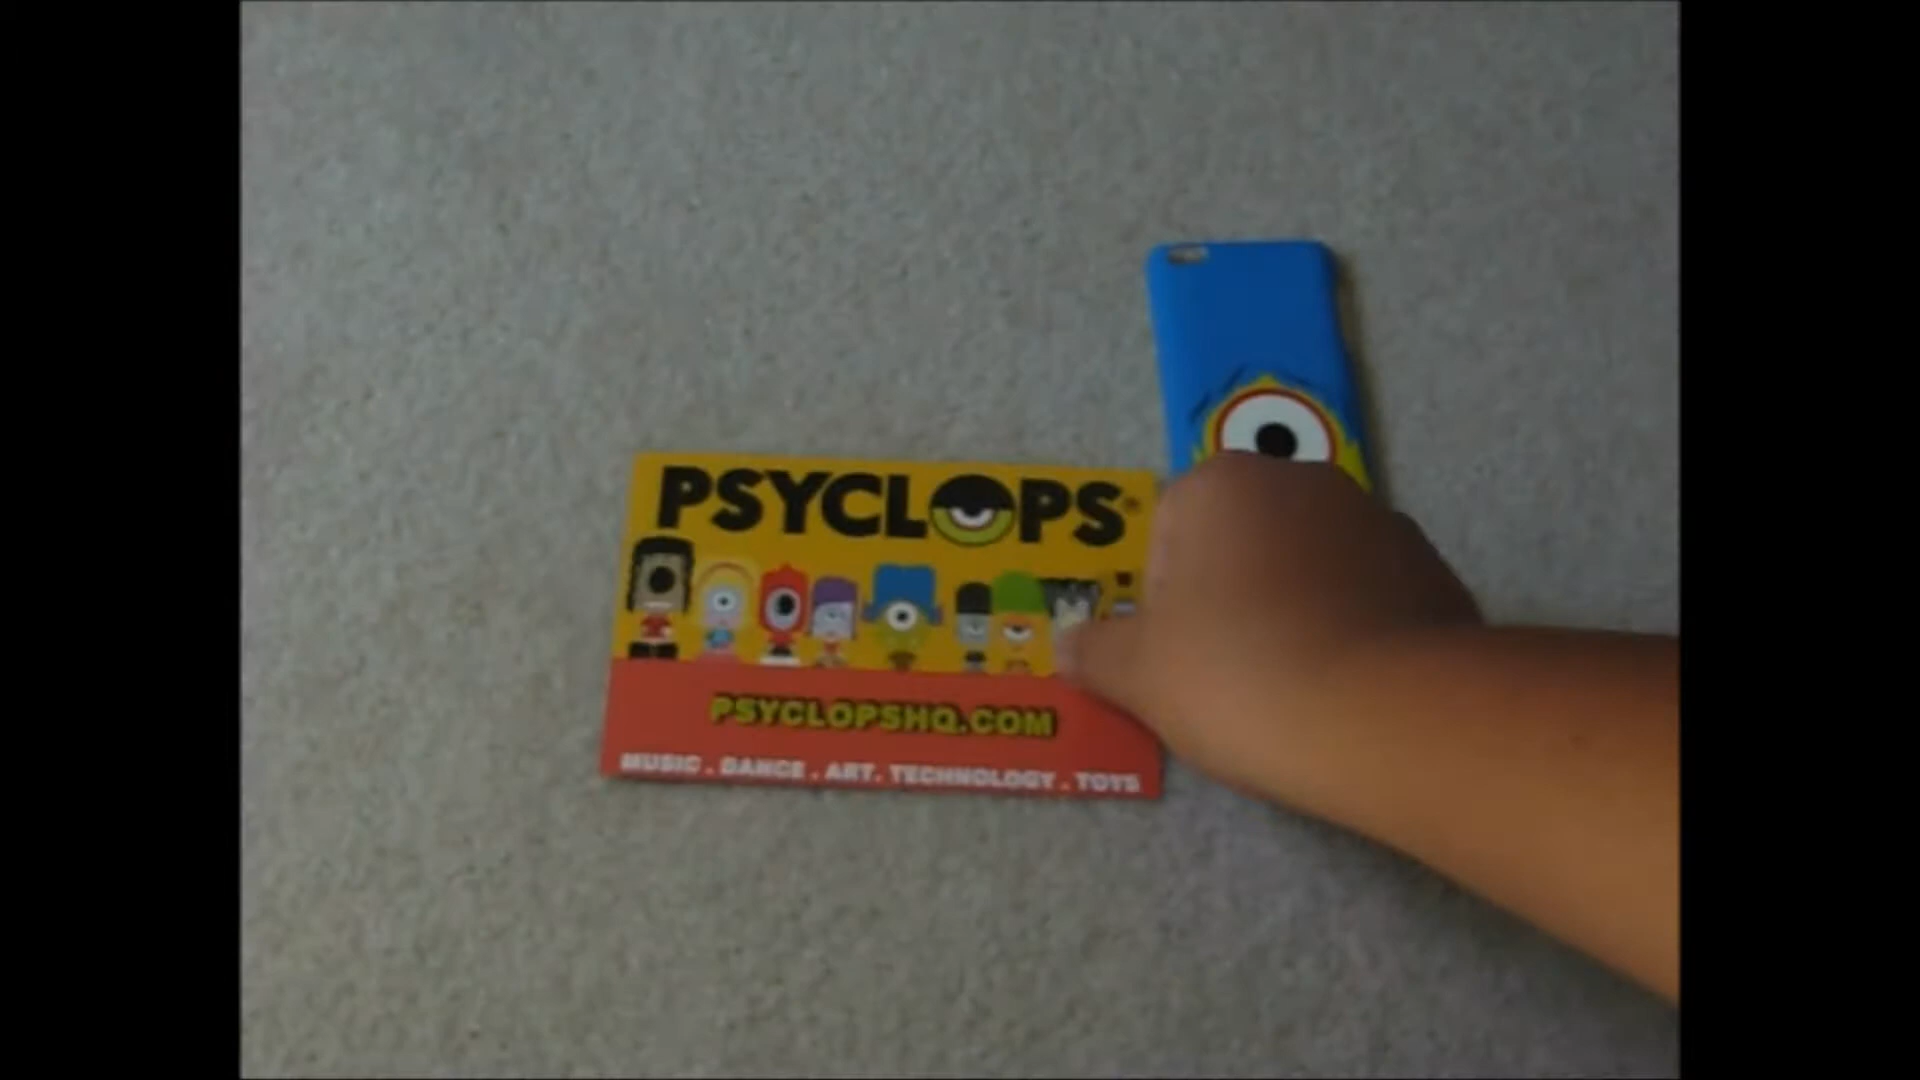 PSYCLOPS®
PSYCLOPSHQ.COM
MUSIC . DANCE . ART. TECHNOLOGY . TOYS